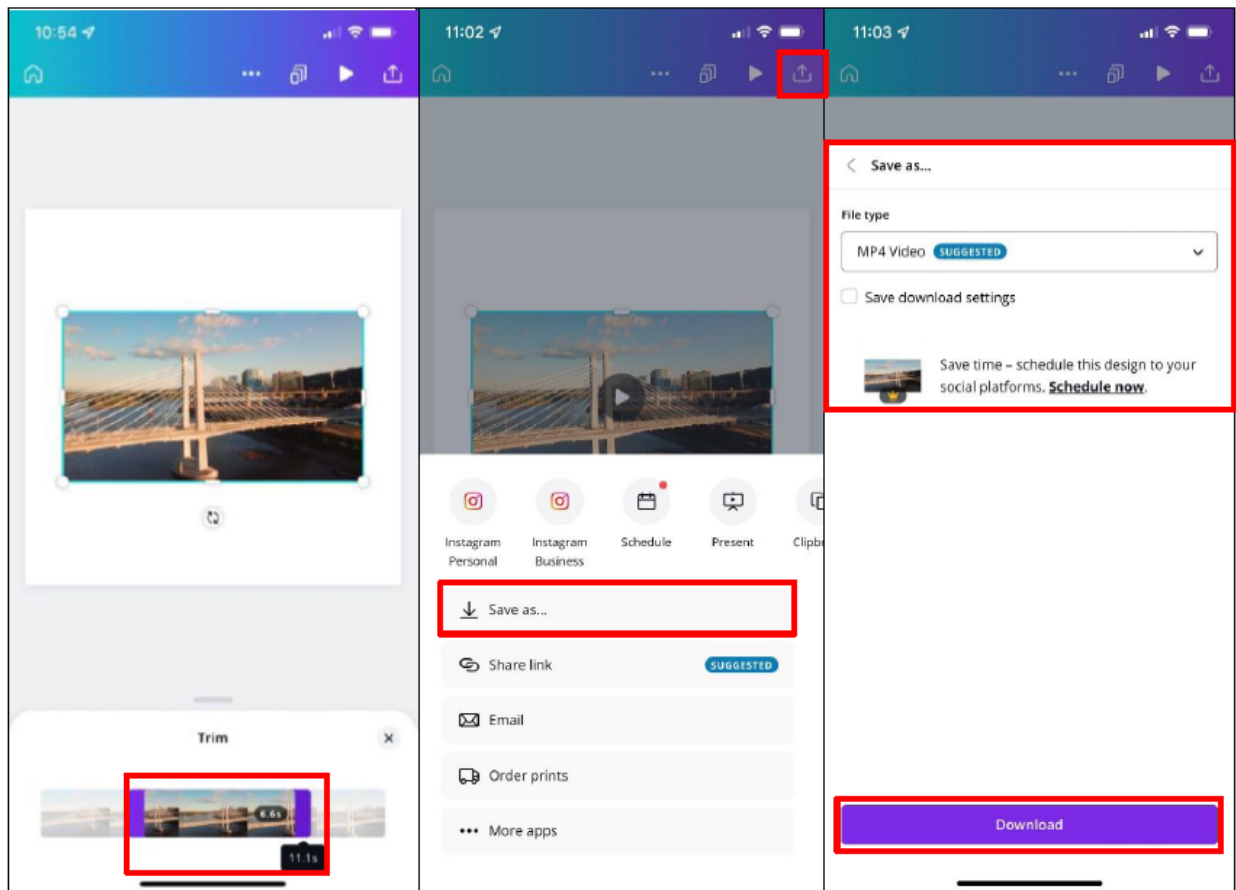 10:54
Trim
6.6s
11.1s
11:02
Instagram
Personal
Instagram
Business
Schedule
Present
Save as...
Share link SUGGESTED
Email
Order prints
More apps
11:03
Save as...
File type
MP4 Video SUGGESTED
Save download settings
Save time – schedule this design to your
social platforms. Schedule now.
Download